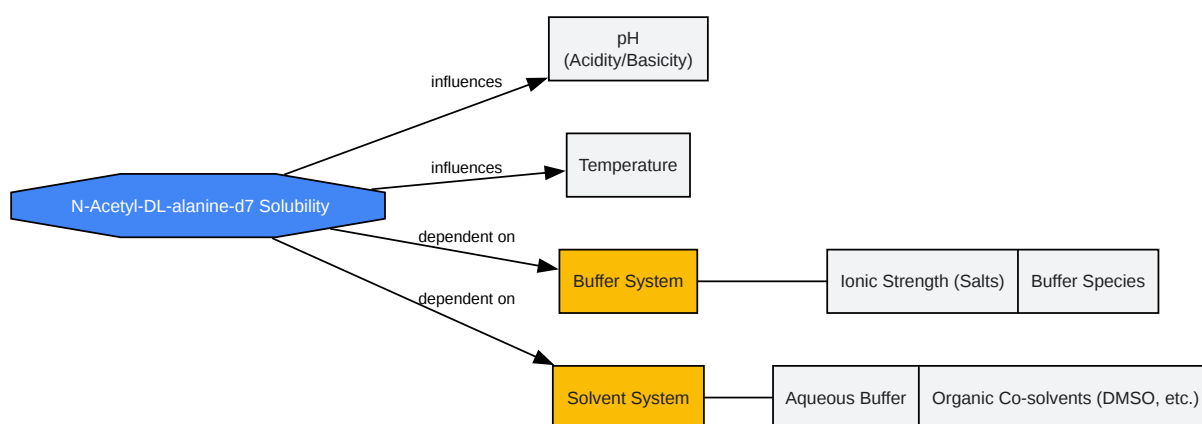 pH
(Acidity/Basicity)
influences
influences
Temperature
N-Acetyl-DL-alanine-d7 Solubility
dependent on
Buffer System
Ionic Strength (Salts)
Buffer Species
dependent on
Solvent System
Aqueous Buffer
Organic Co-solvents (DMSO, etc.)